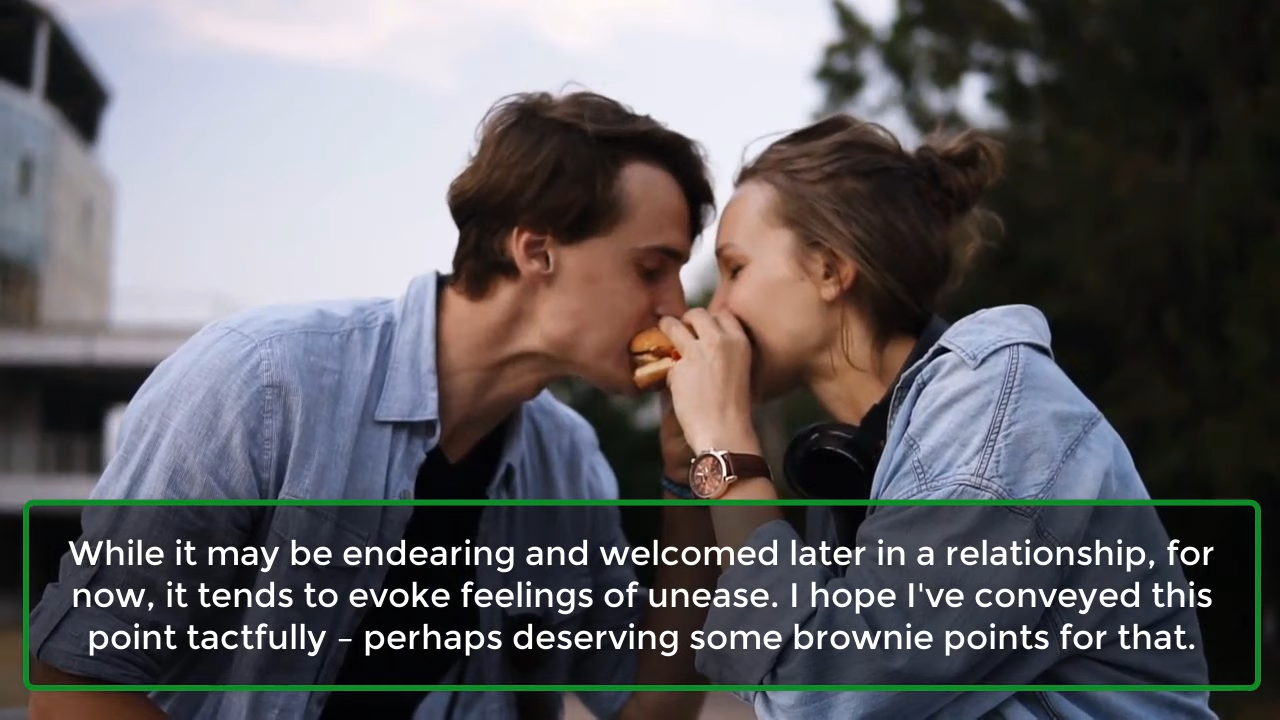 While it may be endearing and welcomed later in a relationship, for
now, it tends to evoke feelings of unease. I hope I've conveyed this
point tactfully – perhaps deserving some brownie points for that.